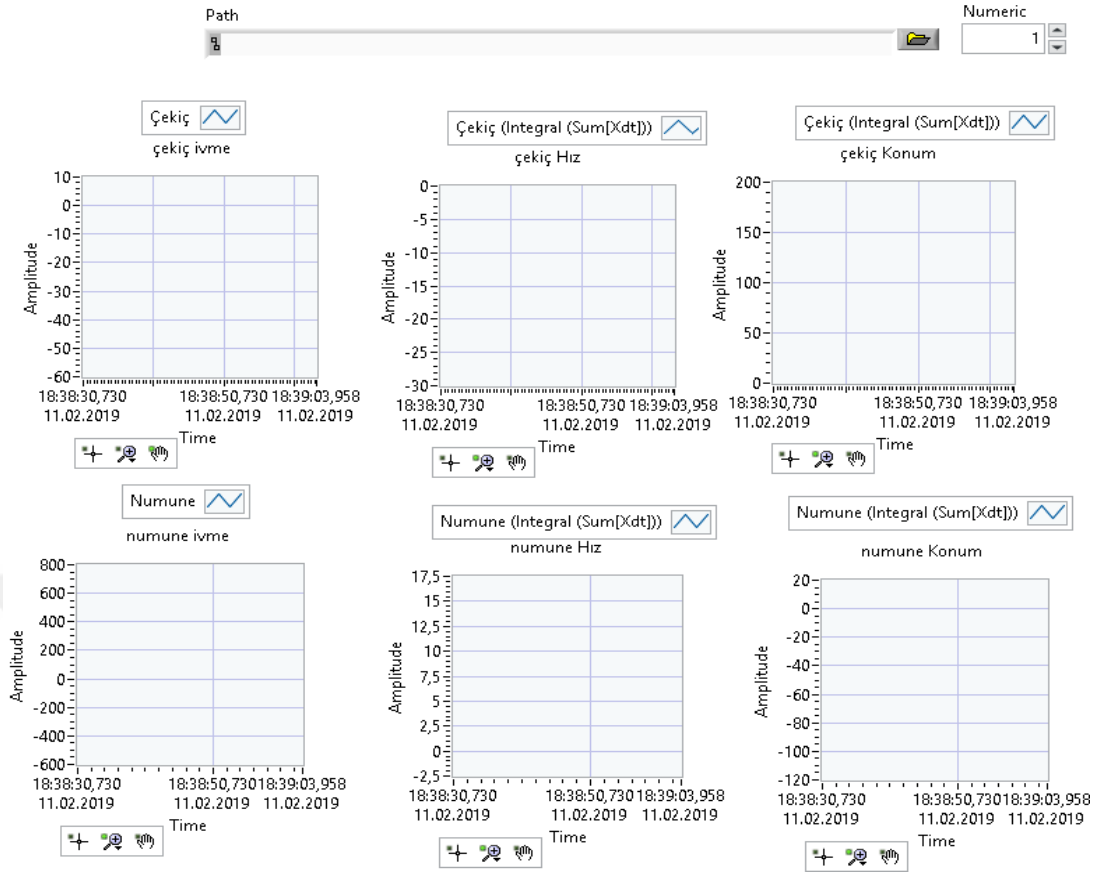 Path
Numeric
1
Çekiç
çekiç ivme
10
0
-10
-20
-30
-40
-50
-60
Amplitude
18:38:30,730 18:38:50,730 18:39:03,958
11.02.2019 11.02.2019 11.02.2019
Time
Çekiç (Integral (Sum[Xdt]))
çekiç Hız
0
-5
-10
-15
-20
-25
-30
Amplitude
18:38:30,730 18:38:50,730 18:39:03,958
11.02.2019 11.02.2019 11.02.2019
Time
Çekiç (Integral (Sum[Xdt]))
çekiç Konum
200
150
100
50
0
Amplitude
18:38:30,730 18:38:50,730 18:39:03,958
11.02.2019 11.02.2019 11.02.2019
Time
Numune
numune ivme
800
600
400
200
0
-200
-400
-600
Amplitude
18:38:30,730 18:38:50,730 18:39:03,958
11.02.2019 11.02.2019 11.02.2019
Time
Numune (Integral (Sum[Xdt]))
numune Hız
17,5
15
12,5
10
7,5
5
2,5
0
-2,5
Amplitude
18:38:30,730 18:38:50,730 18:39:03,958
11.02.2019 11.02.2019 11.02.2019
Time
Numune (Integral (Sum[Xdt]))
numune Konum
20
0
-20
-40
-60
-80
-100
-120
Amplitude
18:38:30,730 18:38:50,730 18:39:03,958
11.02.2019 11.02.2019 11.02.2019
Time